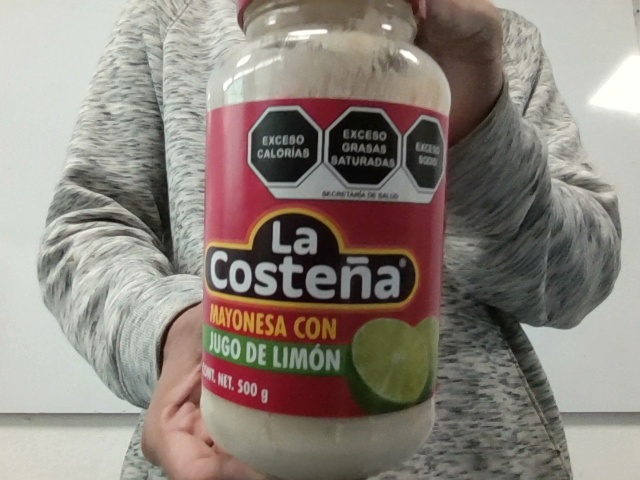 EXCESO
CALORÍAS
EXCESO
GRASAS
SATURADAS
EXCESO
SODIO
SECRETARÍA DE SALUD
La
Costeña®
MAYONESA CON
JUGO DE LIMÓN
CONT. NET. 500 g